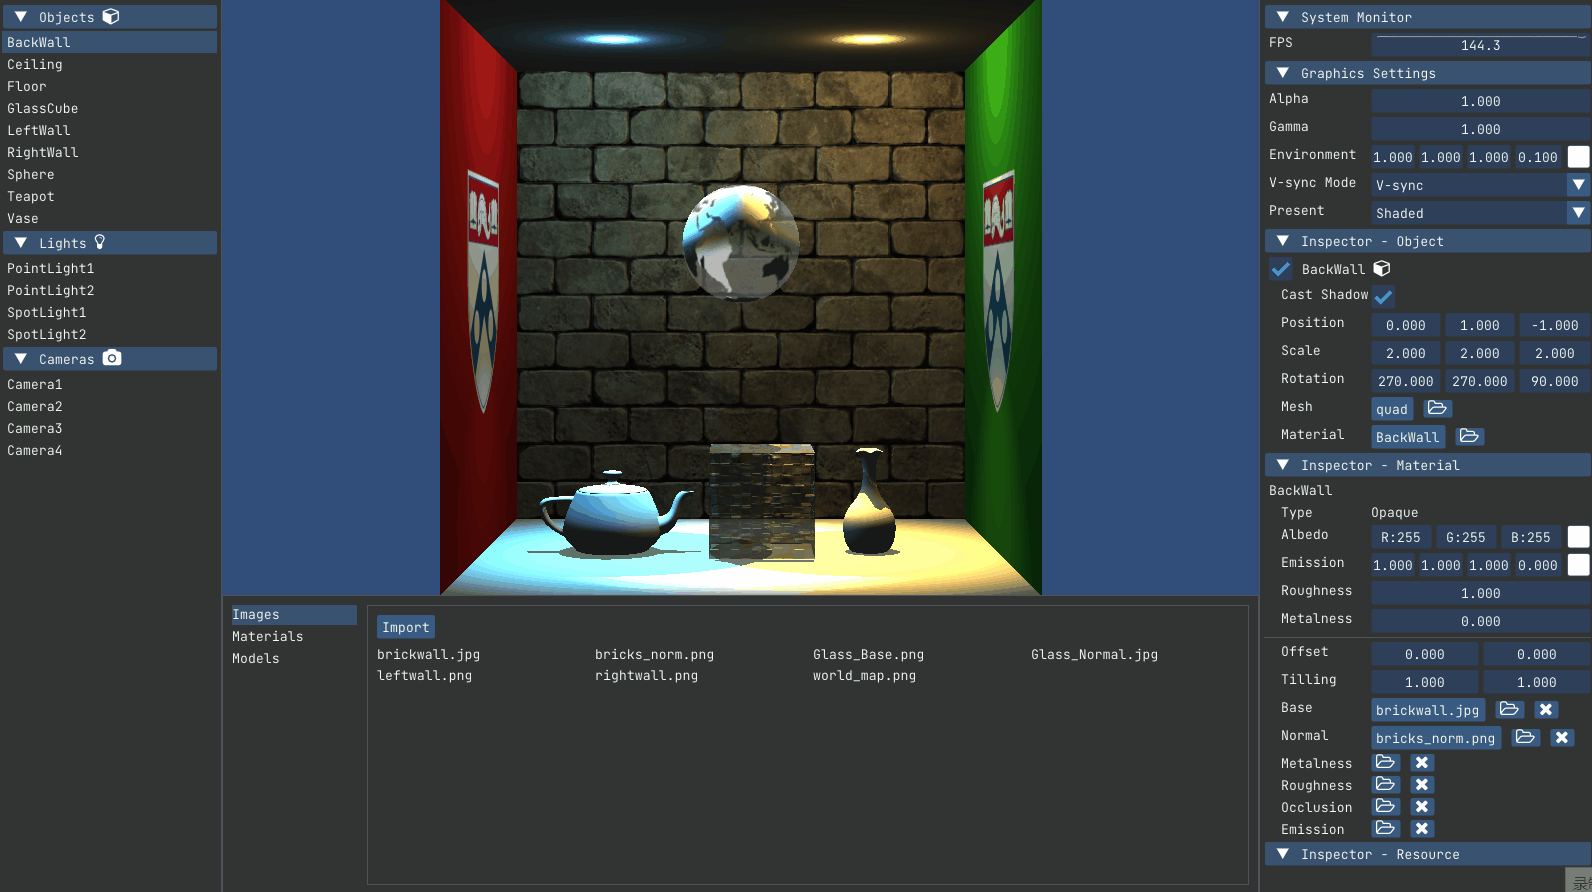 Objects
BackWall
Ceiling
Floor
GlassCube
LeftWall
RightWall
Sphere
Teapot
Vase
Lights
PointLight1
PointLight2
SpotLight1
SpotLight2
Cameras
Camera1
Camera2
Camera3
Camera4
Images
Materials
Models
Import
brickwall.jpg bricks_norm.png Glass_Base.png Glass_Normal.jpg
leftwall.png rightwall.png world_map.png
System Monitor
FPS 144.3
Graphics Settings
Alpha 1.000
Gamma 1.000
Environment 1.000 1.000 1.000 0.100
V-sync Mode V-sync
Present Shaded
Inspector - Object
BackWall
Cast Shadow
Position 0.000 1.000 -1.000
Scale 2.000 2.000 2.000
Rotation 270.000 270.000 90.000
Mesh quad
Material BackWall
Inspector - Material
BackWall
Type Opaque
Albedo R:255 G:255 B:255
Emission 1.000 1.000 1.000 0.000
Roughness 1.000
Metalness 0.000
Offset 0.000 0.000
Tilling 1.000 1.000
Base brickwall.jpg
Normal bricks_norm.png
Metalness
Roughness
Occlusion
Emission
Inspector - Resource